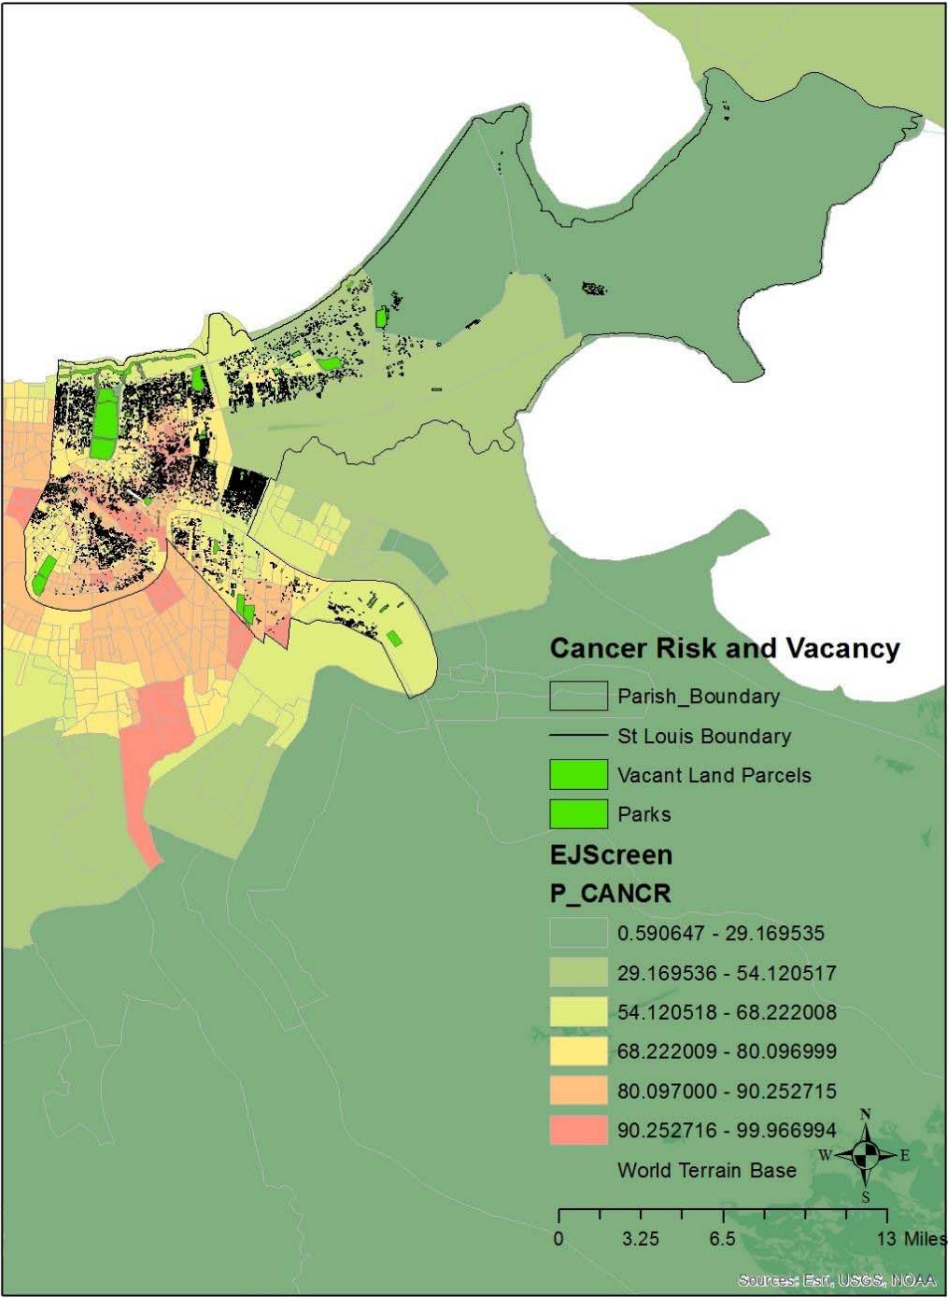 Cancer Risk and Vacancy
Parish_Boundary
St Louis Boundary
Vacant Land Parcels
Parks
EJScreen
P_CANCR
0.590647 - 29.169535
29.169536 - 54.120517
54.120518 - 68.222008
68.222009 - 80.096999
80.097000 - 90.252715
90.252716 - 99.966994
World Terrain Base
N
W E
S
0 3.25 6.5 13 Miles
Sources: Esri, USGS, NOAA